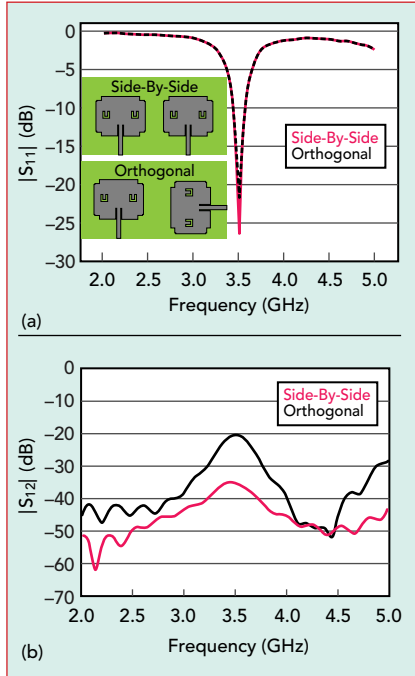 0
−5
−10
−15
−20
−25
−30
|S11| (dB)
Side-By-Side
Orthogonal
Side-By-Side
Orthogonal
2.0 2.5 3.0 3.5 4.0 4.5 5.0
Frequency (GHz)
(a)
0
−10
−20
−30
−40
−50
−60
−70
|S12| (dB)
Side-By-Side
Orthogonal
2.0 2.5 3.0 3.5 4.0 4.5 5.0
Frequency (GHz)
(b)